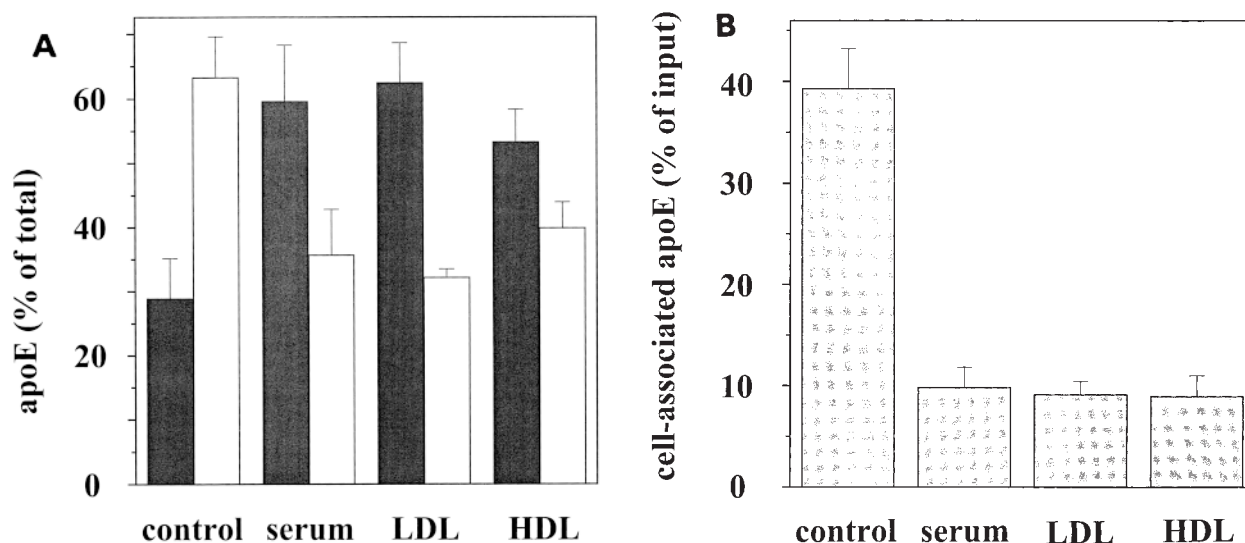 A
apoE (% of total)
60
40
20
0
control serum LDL HDL
B
cell-associated apoE (% of input)
40
30
20
10
0
control serum LDL HDL